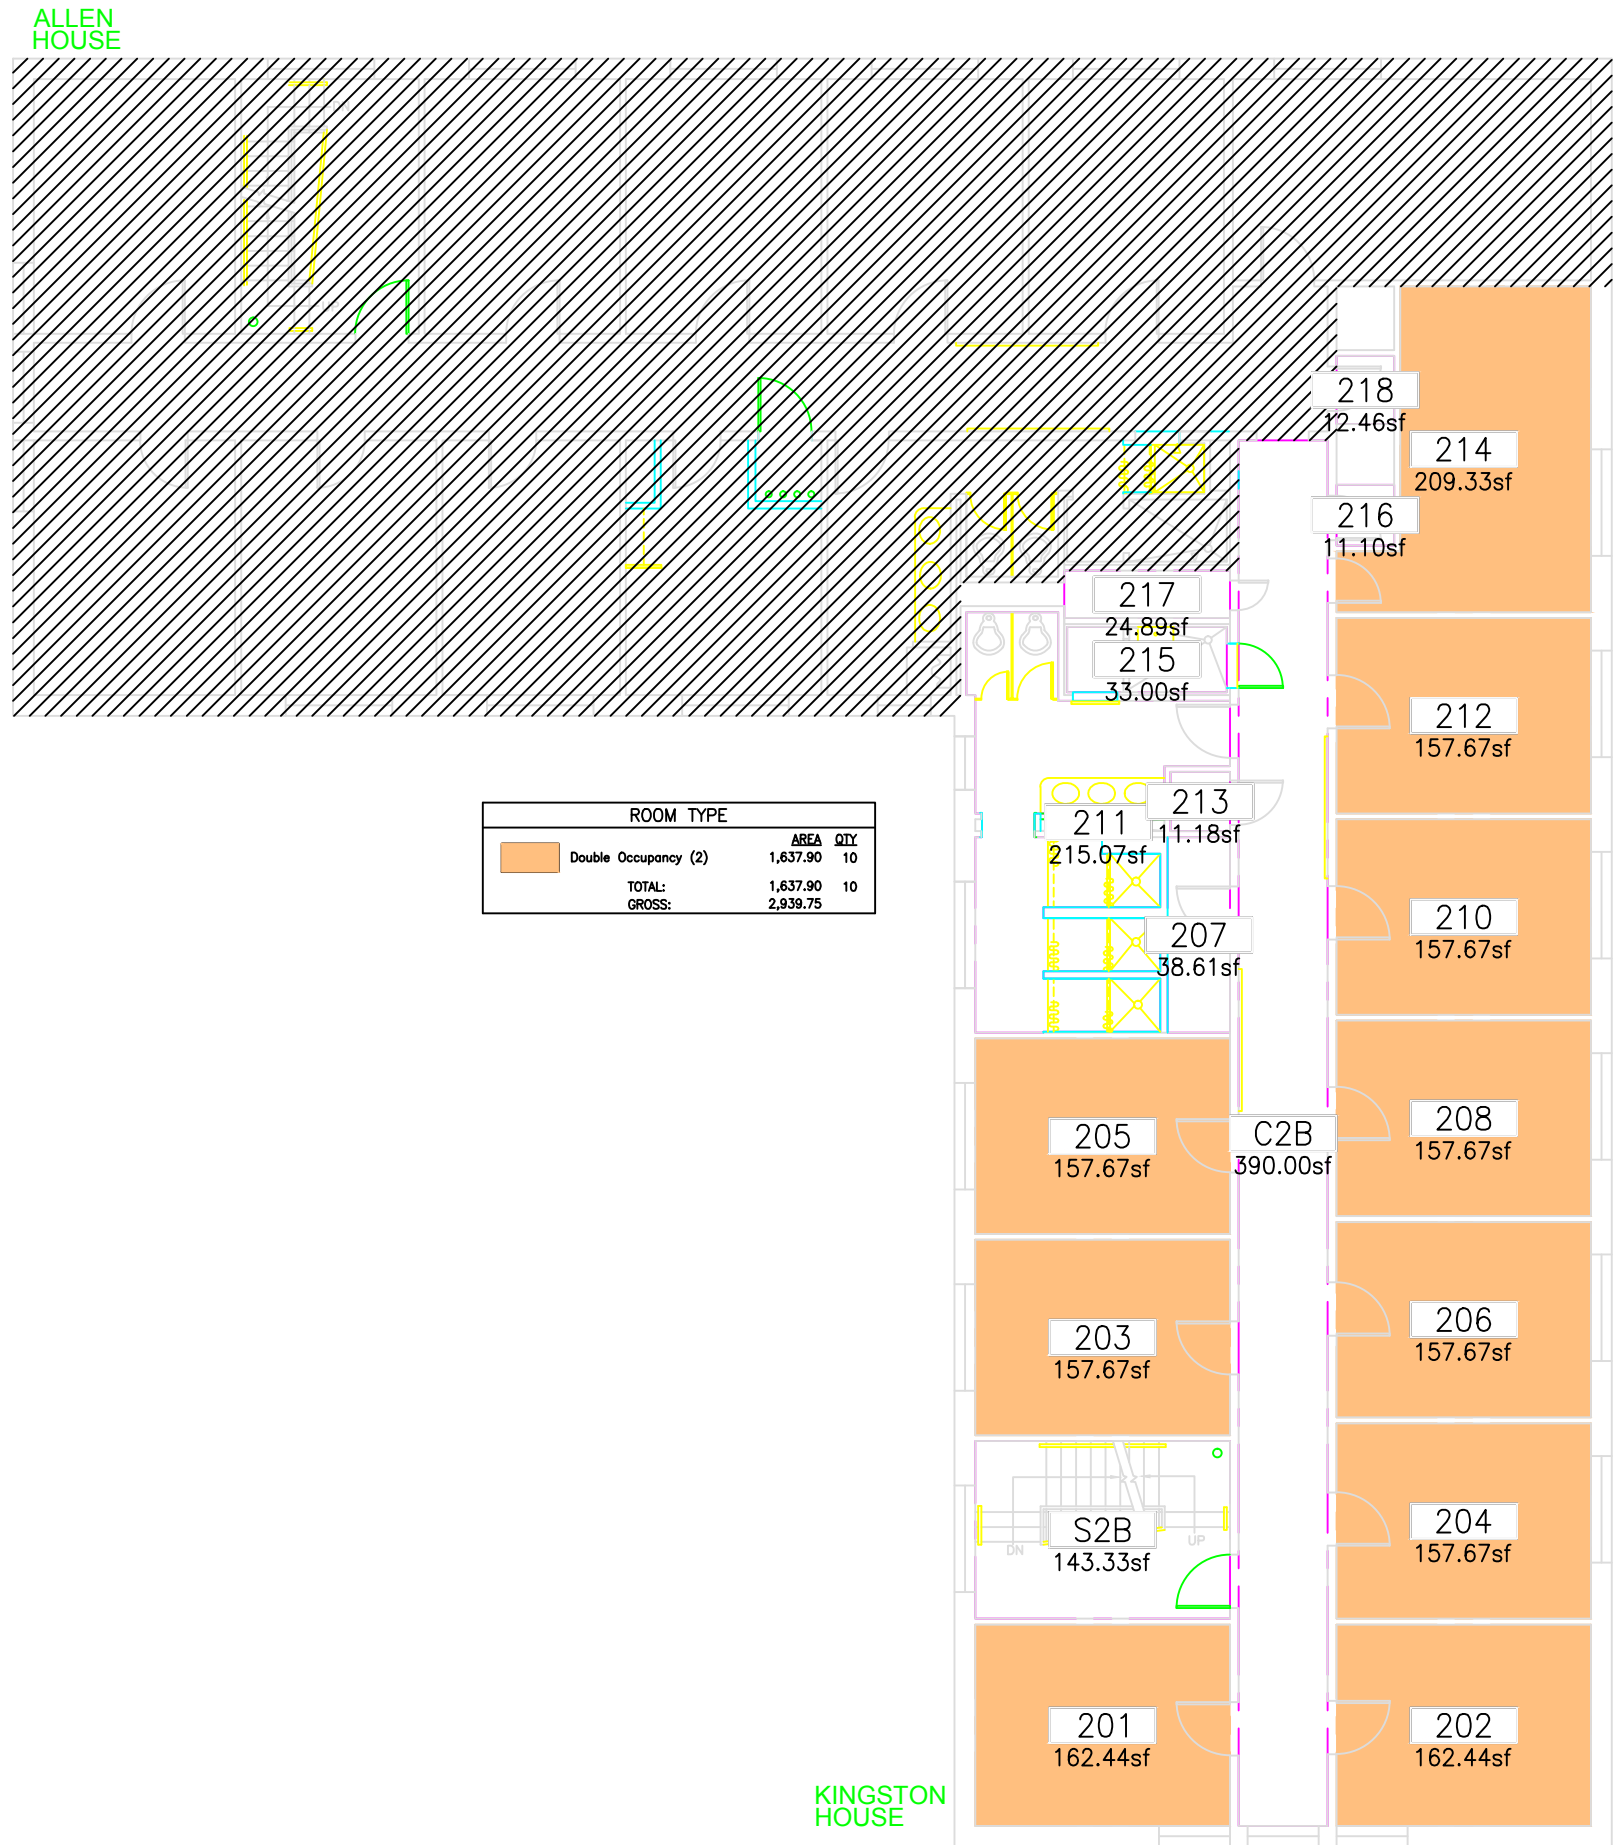 ALLEN
HOUSE
218
12.46sf
214
209.33sf
216
11.10sf
217
24.89sf
215
33.00sf
212
157.67sf
213
11.18sf
211
215.07sf
ROOM TYPE
AREA QTY
Double Occupancy (2) 1,637.90 10
TOTAL: 1,637.90 10
GROSS: 2,939.75
210
157.67sf
207
38.61sf
205
157.67sf
C2B
390.00sf
208
157.67sf
203
157.67sf
206
157.67sf
S2B
143.33sf
DN
UP
204
157.67sf
201
162.44sf
202
162.44sf
KINGSTON
HOUSE